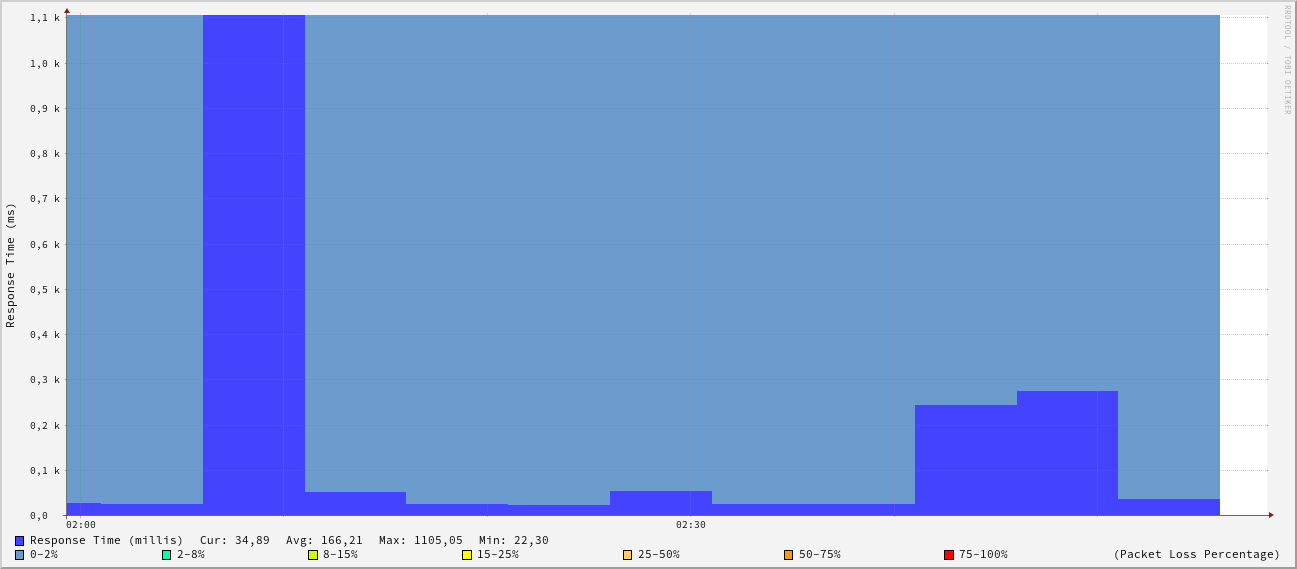 RRDTOOL / TOBI OETIKER
Response Time (ms)
1,1 k
1,0 k
0,9 k
0,8 k
0,7 k
0,6 k
0,5 k
0,4 k
0,3 k
0,2 k
0,1 k
0,0
02:00 02:30
Response Time (millis) Cur: 34,89 Avg: 166,21 Max: 1105,05 Min: 22,30
0-2% 2-8% 8-15% 15-25% 25-50% 50-75% 75-100% (Packet Loss Percentage)